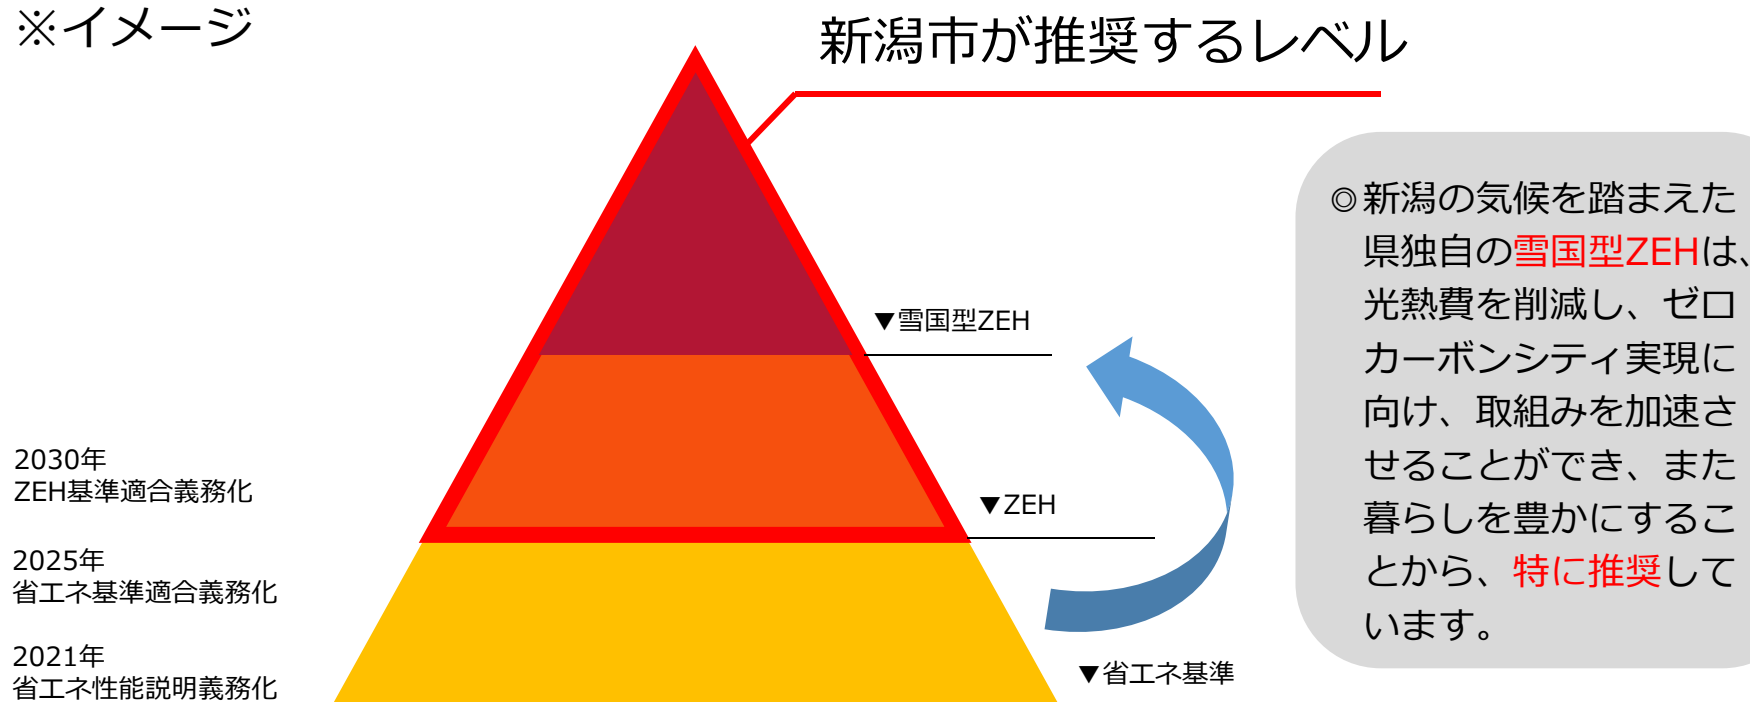 ※イメージ
新潟市が推奨するレベル
◎新潟の気候を踏まえた
県独自の雪国型ZEHは、
光熱費を削減し、ゼロ
カーボンシティ実現に
向け、取組みを加速さ
せることができ、また
暮らしを豊かにするこ
とから、特に推奨して
います。
▼雪国型ZEH
2030年
ZEH基準適合義務化
▼ZEH
2025年
省エネ基準適合義務化
2021年
省エネ性能説明義務化
▼省エネ基準